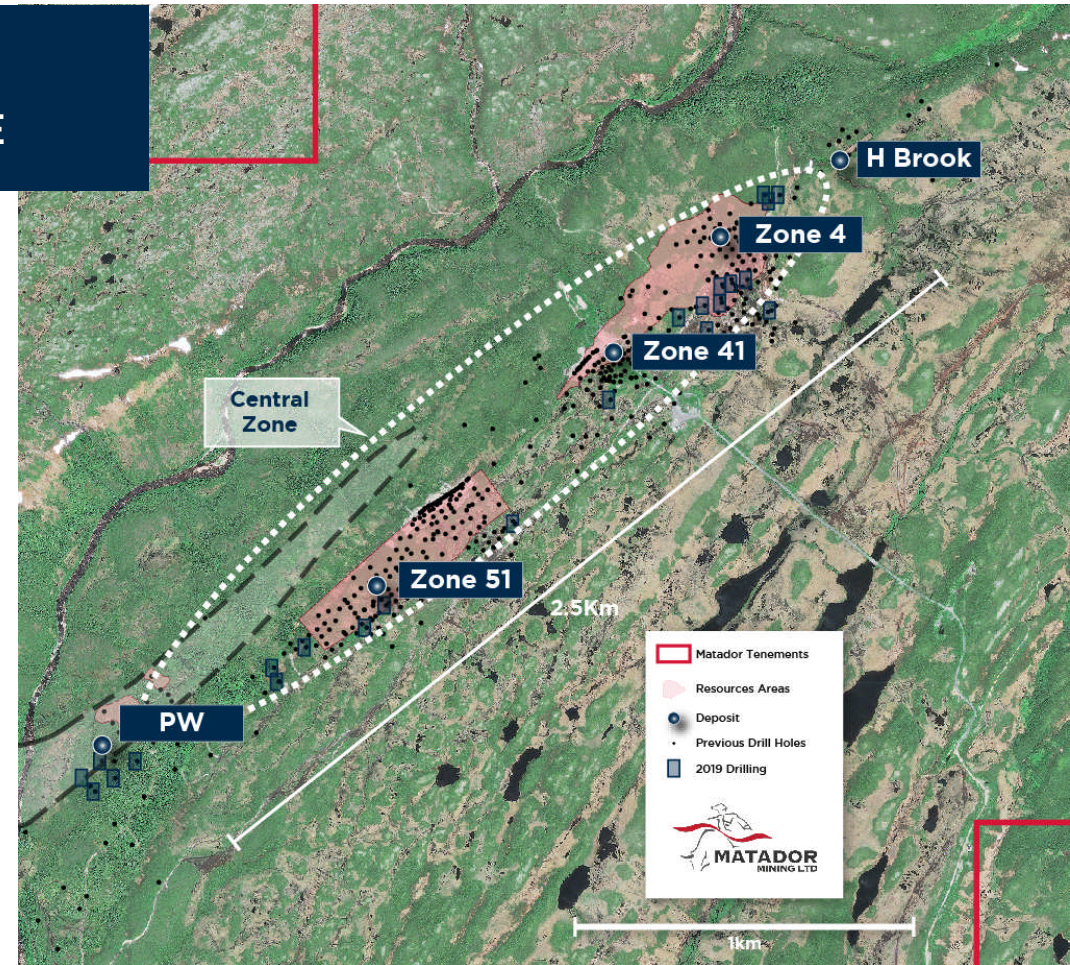 E
H Brook
Zone 4
Zone 41
Central
Zone
Zone 51
2.5Km
PW
Matador Tenements
Resources Areas
Deposit
Previous Drill Holes
2019 Drilling
MATADOR
MINING LTD
1km